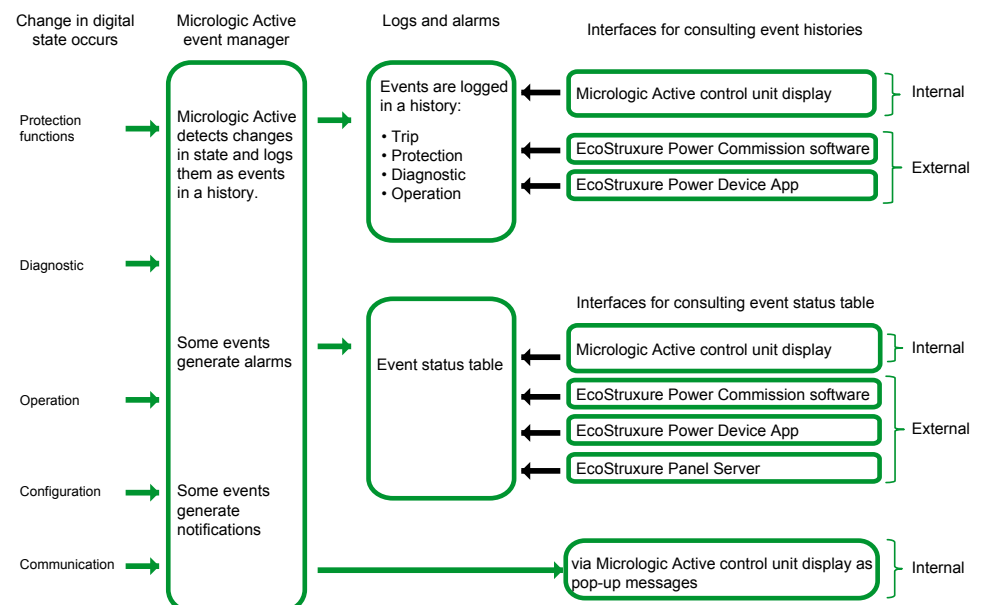 Change in digital
state occurs
Micrologic Active
event manager
Logs and alarms
Interfaces for consulting event histories
Protection
functions
Diagnostic
Operation
Configuration
Communication
Micrologic Active
detects changes
in state and logs
them as events
in a history.
Some events
generate alarms
Some events
generate
notifications
Events are logged
in a history:
• Trip
• Protection
• Diagnostic
• Operation
Micrologic Active control unit display
Internal
EcoStruxure Power Commission software
EcoStruxure Power Device App
External
Interfaces for consulting event status table
Event status table
Micrologic Active control unit display
Internal
EcoStruxure Power Commission software
EcoStruxure Power Device App
EcoStruxure Panel Server
External
via Micrologic Active control unit display as
pop-up messages
Internal